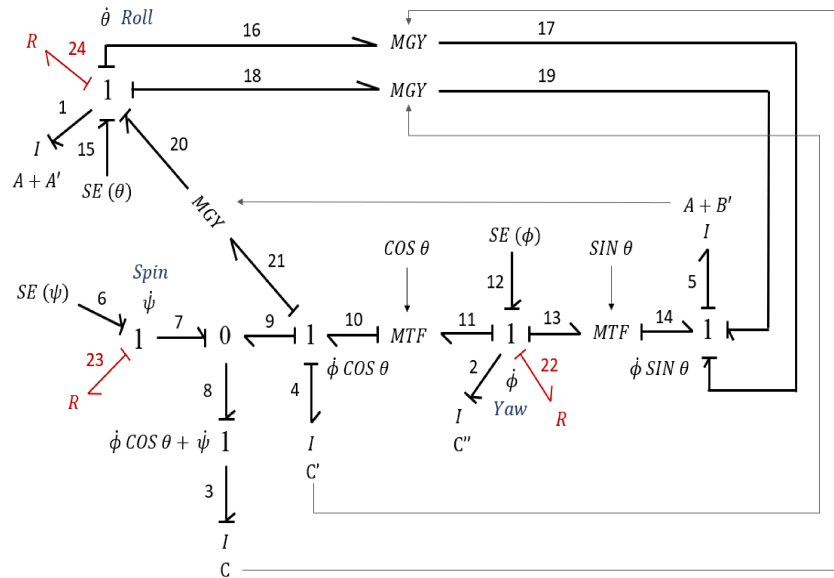 θ̇ Roll
16
17
R
24
MGY
1
18
19
MGY
1
15
20
I
A + A′
SE (θ)
MGY
A + B′
I
COS θ
SE (ϕ)
SIN θ
21
Spin
ψ̇
SE (ψ)
6
12
5
7
9
10
11
13
14
1
0
1
MTF
1
MTF
1
23
R
8
4
ϕ̇ COS θ
2
ϕ̇
22
ϕ̇ SIN θ
Yaw
I
R
C"
ϕ̇ COS θ + ψ̇
1
I
C'
3
I
C